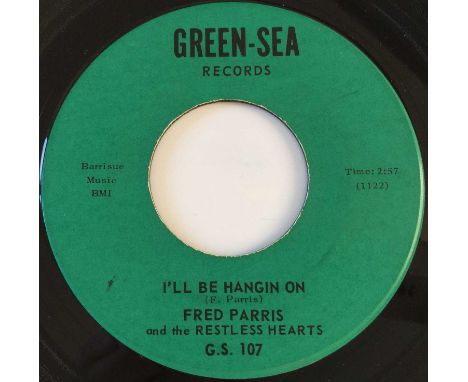 GREEN-SEA
RECORDS
Barrisue
Music
BMI
Time: 2:57
(1122)
I'LL BE HANGIN ON
(F. Parris)
FRED PARRIS
and the RESTLESS HEARTS
G.S. 107